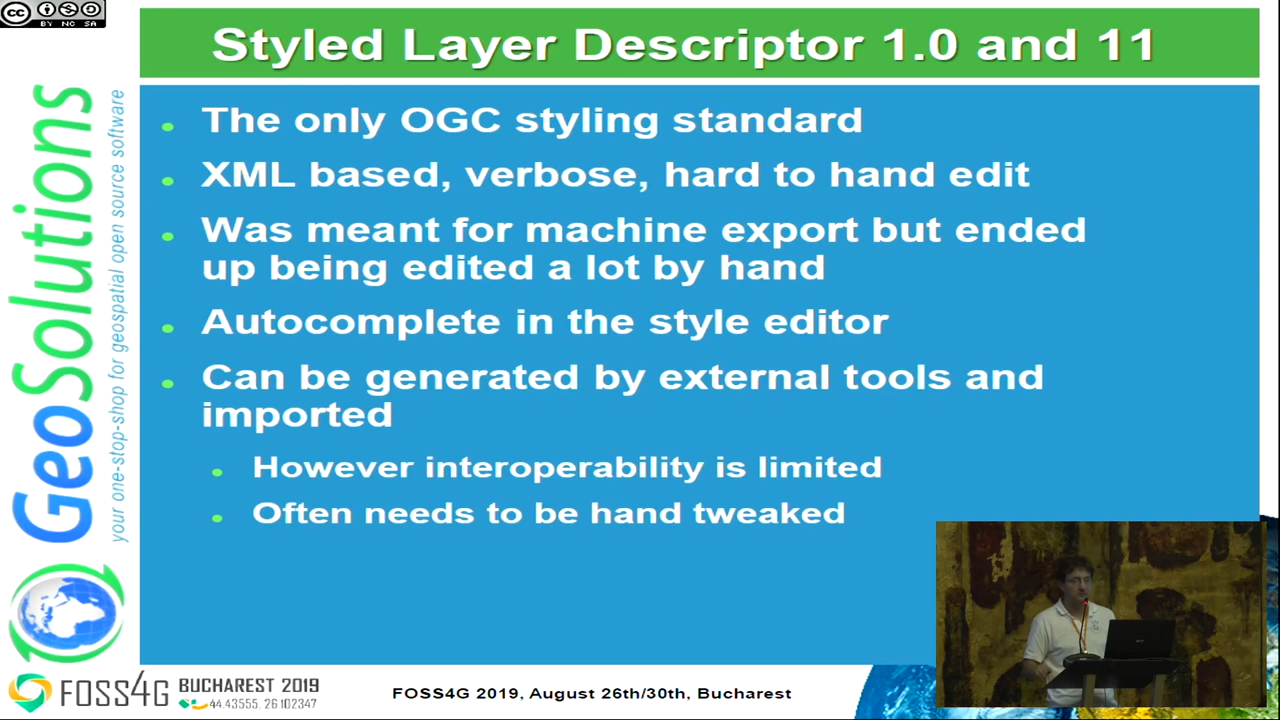 cc
BY NC SA
Styled Layer Descriptor 1.0 and 11
The only OGC styling standard
XML based, verbose, hard to hand edit
Was meant for machine export but ended
up being edited a lot by hand
Autocomplete in the style editor
Can be generated by external tools and
imported
However interoperability is limited
Often needs to be hand tweaked
GeoSolutions
your one-stop-shop for geospatial open source software
FOSS4G
BUCHAREST 2019
44.43555. 26.102347
FOSS4G 2019, August 26th/30th, Bucharest